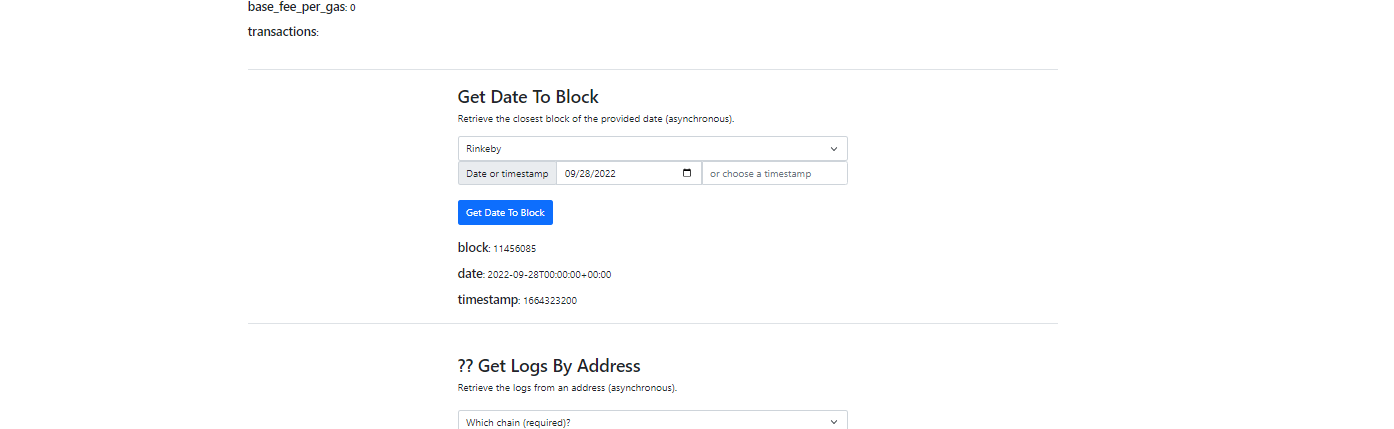 base_fee_per_gas: 0
transactions:
Get Date To Block
Retrieve the closest block of the provided date (asynchronous).
Rinkeby
Date or timestamp 09/28/2022 or choose a timestamp
Get Date To Block
block: 11456085
date: 2022-09-28T00:00:00+00:00
timestamp: 1664323200
?? Get Logs By Address
Retrieve the logs from an address (asynchronous).
Which chain (required)?